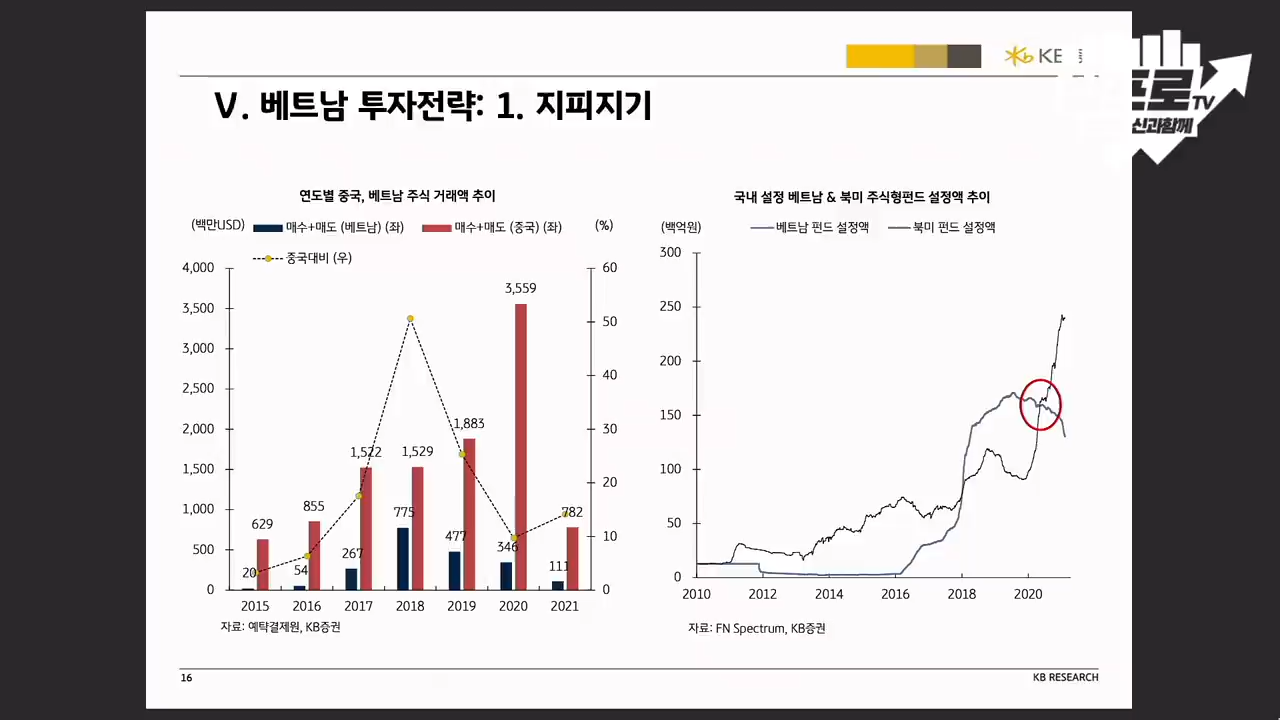 KB
프로TV
신과함께
V. 베트남 투자전략: 1. 지피지기
연도별 중국, 베트남 주식 거래액 추이
(백만USD) 매수+매도 (베트남) (좌) 매수+매도 (중국) (좌) (%)
중국대비 (우)
4,000 60
3,559
3,500
50
3,000
40
2,500
2,000 30
1,883
1,522 1,529
1,500
20
1,000
855 775 782
629
10
500
477 346
267
20 54 111
0 0
2015 2016 2017 2018 2019 2020 2021
자료: 예탁결제원, KB증권
국내 설정 베트남 & 북미 주식형펀드 설정액 추이
(백억원) 베트남 펀드 설정액 북미 펀드 설정액
300
250
200
150
100
50
0
2010 2012 2014 2016 2018 2020
자료: FN Spectrum, KB증권
16 KB RESEARCH